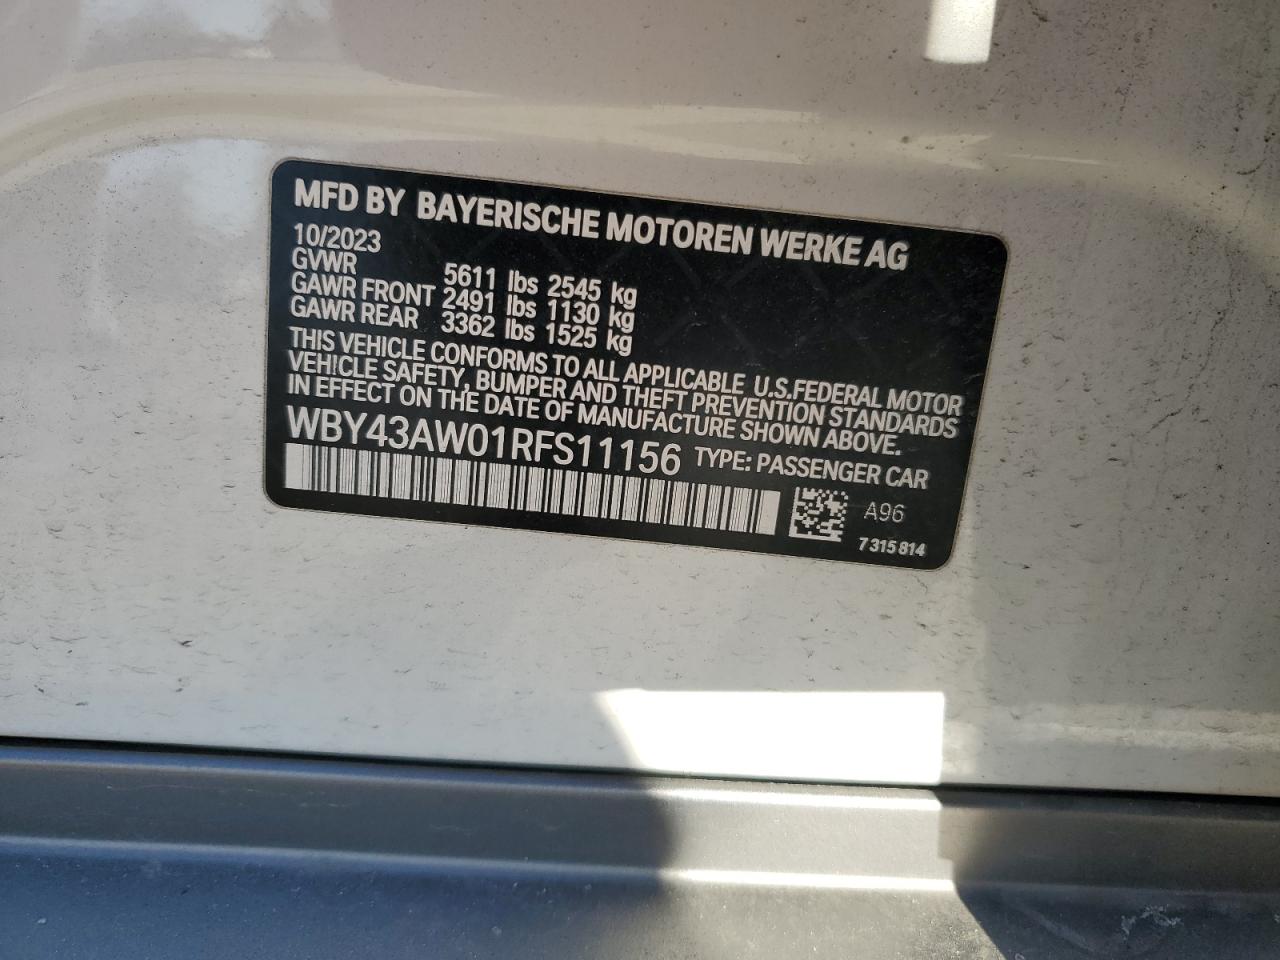 MFD BY BAYERISCHE MOTOREN WERKE AG
10/2023
GVWR 5611 lbs 2545 kg
GAWR FRONT 2491 lbs 1130 kg
GAWR REAR 3362 lbs 1525 kg
THIS VEHICLE CONFORMS TO ALL APPLICABLE U.S.FEDERAL MOTOR
VEHICLE SAFETY, BUMPER AND THEFT PREVENTION STANDARDS
IN EFFECT ON THE DATE OF MANUFACTURE SHOWN ABOVE.
WBY43AW01RFS11156 TYPE: PASSENGER CAR
A96
7 315 814